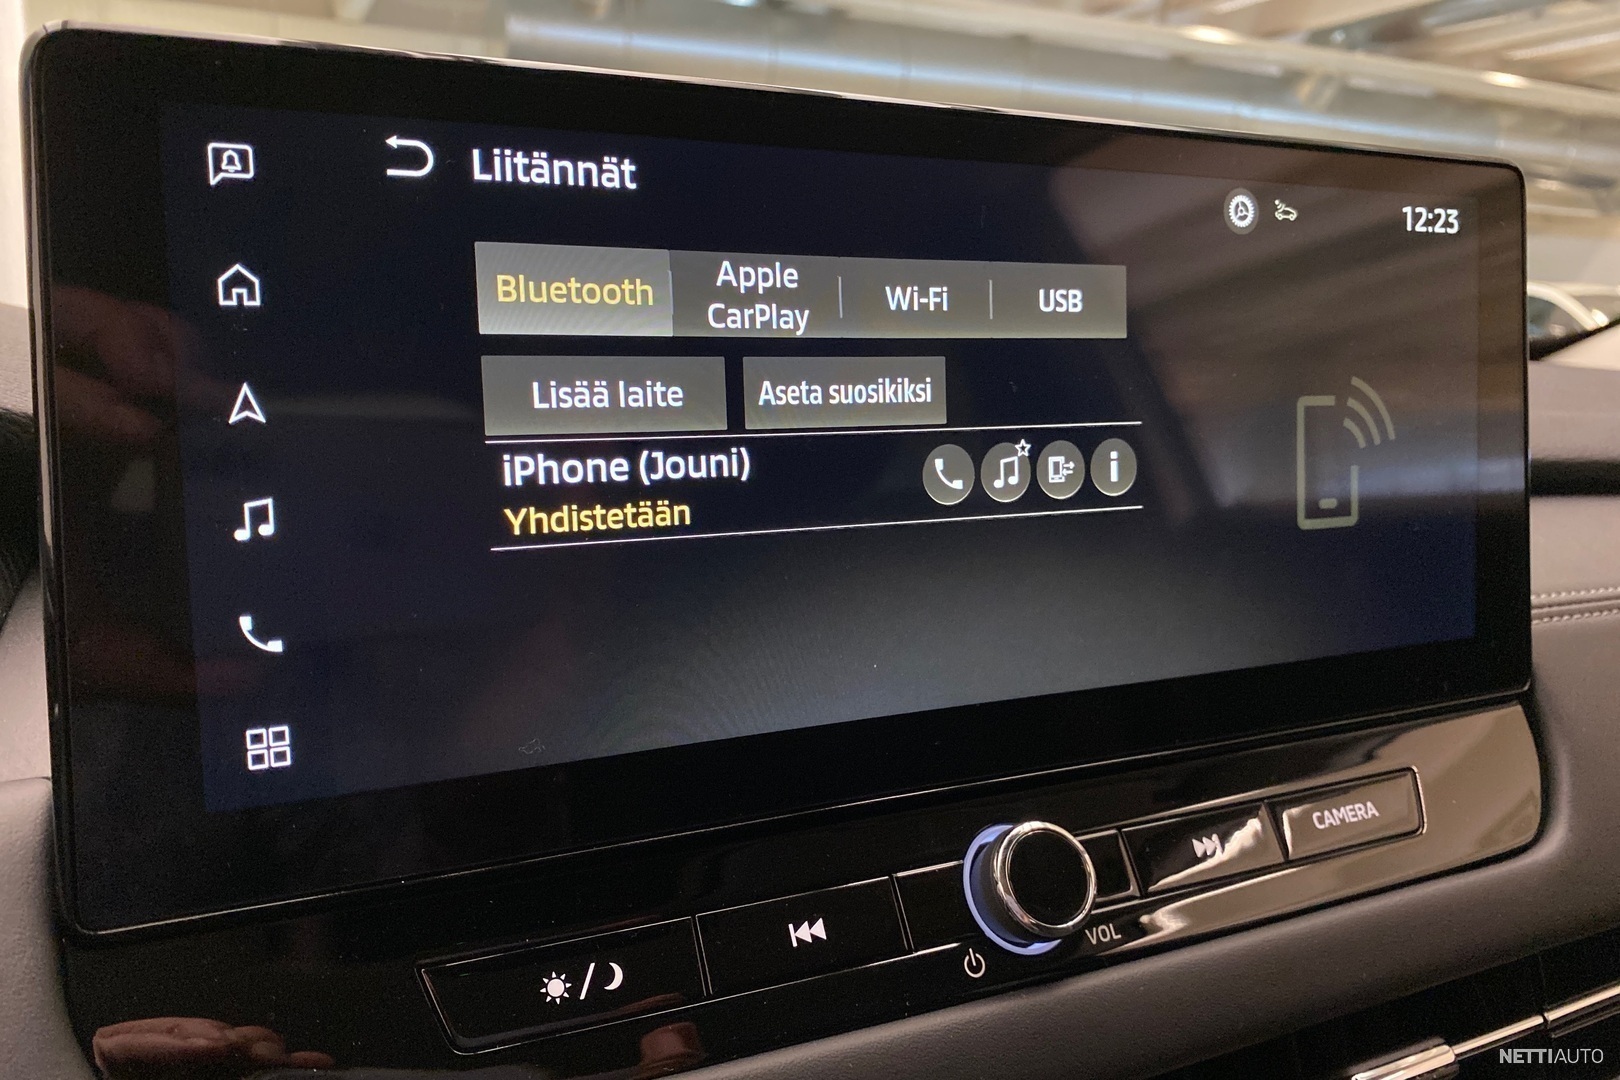 Liitännät
12:23
Bluetooth
Apple
CarPlay
Wi-Fi
USB
Lisää laite
Aseta suosikiksi
iPhone (Jouni)
Yhdistetään
CAMERA
VOL
NETTIAUTO